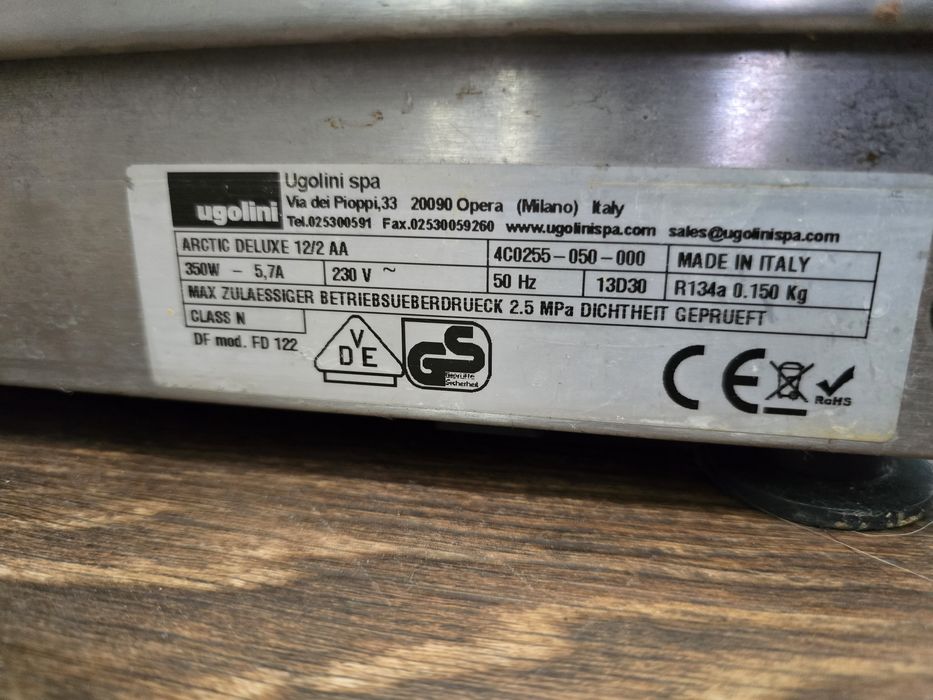 ugolini
Ugolini spa
Via dei Pioppi,33 20090 Opera (Milano) Italy
Tel.025300591 Fax.02530059260 www.ugolinispa.com sales@ugolinispa.com
ARCTIC DELUXE 12/2 AA 4C0255-050-000 MADE IN ITALY
350W - 5,7A 230 V ~ 50 Hz 13D30 R134a 0.150 Kg
MAX ZULAESSIGER BETRIEBSUEBERDRUECK 2.5 MPa DICHTHEIT GEPRUEFT
CLASS N
DF mod. FD 122
V
DE
GS
Geprüfte
Sicherheit
CE
RoHS